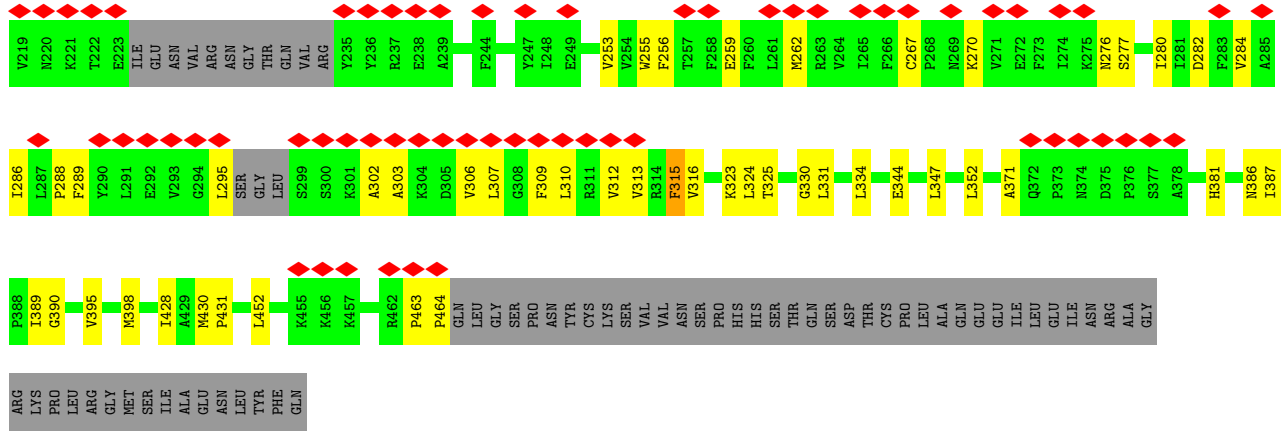 V219 N220 K221 T222 E223 ILE GLU ASN VAL ARG ASN GLY THR GLN VAL ARG Y235 Y236 R237 E238 A239 F244 Y247 I248 E249 V253 V254 W255 F256 T257 F258 E259 F260 L261 M262 R263 V264 I265 F266 C267 P268 N269 K270 V271 E272 F273 I274 K275 N276 S277 I280 I281 D282 F283 V284 A285
I286 L287 P288 F289 Y290 L291 E292 V293 G294 L295 SER GLY LEU S299 S300 K301 A302 A303 K304 D305 V306 L307 G308 F309 L310 R311 V312 V313 R314 F315 V316 K323 L324 T325 G330 L331 L334 E344 L347 L352 A371 Q372 P373 N374 D375 P376 S377 A378 H381 N386 I387
P388 I389 G390 V395 M398 I428 A429 M430 P431 L452 K455 K456 K457 R462 P463 P464 GLN LEU GLY SER PRO ASN TYR CYS LYS SER VAL VAL ASN SER PRO HIS HIS SER THR GLN SER ASP THR CYS PRO LEU ALA GLN GLU GLU ILE LEU GLU ILE ASN ARG ALA GLY
ARG LYS PRO LEU ARG GLY MET SER ILE ALA GLU ASN LEU TYR PHE GLN